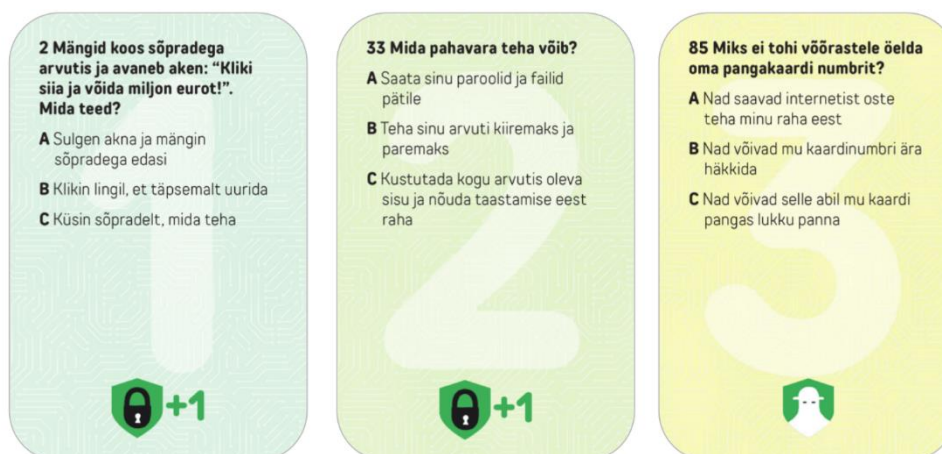 2 Mängid koos sõpradega
arvutis ja avaneb aken: “Kliki
siia ja võida miljon eurot!”.
Mida teed?
A Sulgen akna ja mängin
sõpradega edasi
B Klikin lingil, et täpsemalt uurida
C Küsin sõpradelt, mida teha
1
+1
33 Mida pahavara teha võib?
A Saata sinu paroolid ja failid
pätile
B Teha sinu arvuti kiiremaks ja
paremaks
C Kustutada kogu arvutis oleva
sisu ja nõuda taastamise eest
raha
2
+1
85 Miks ei tohi võõrastele öelda
oma pangakaardi numbrit?
A Nad saavad internetist oste
teha minu raha eest
B Nad võivad mu kaardinumbri ära
häkkida
C Nad võivad selle abil mu kaardi
pangas lukku panna
3